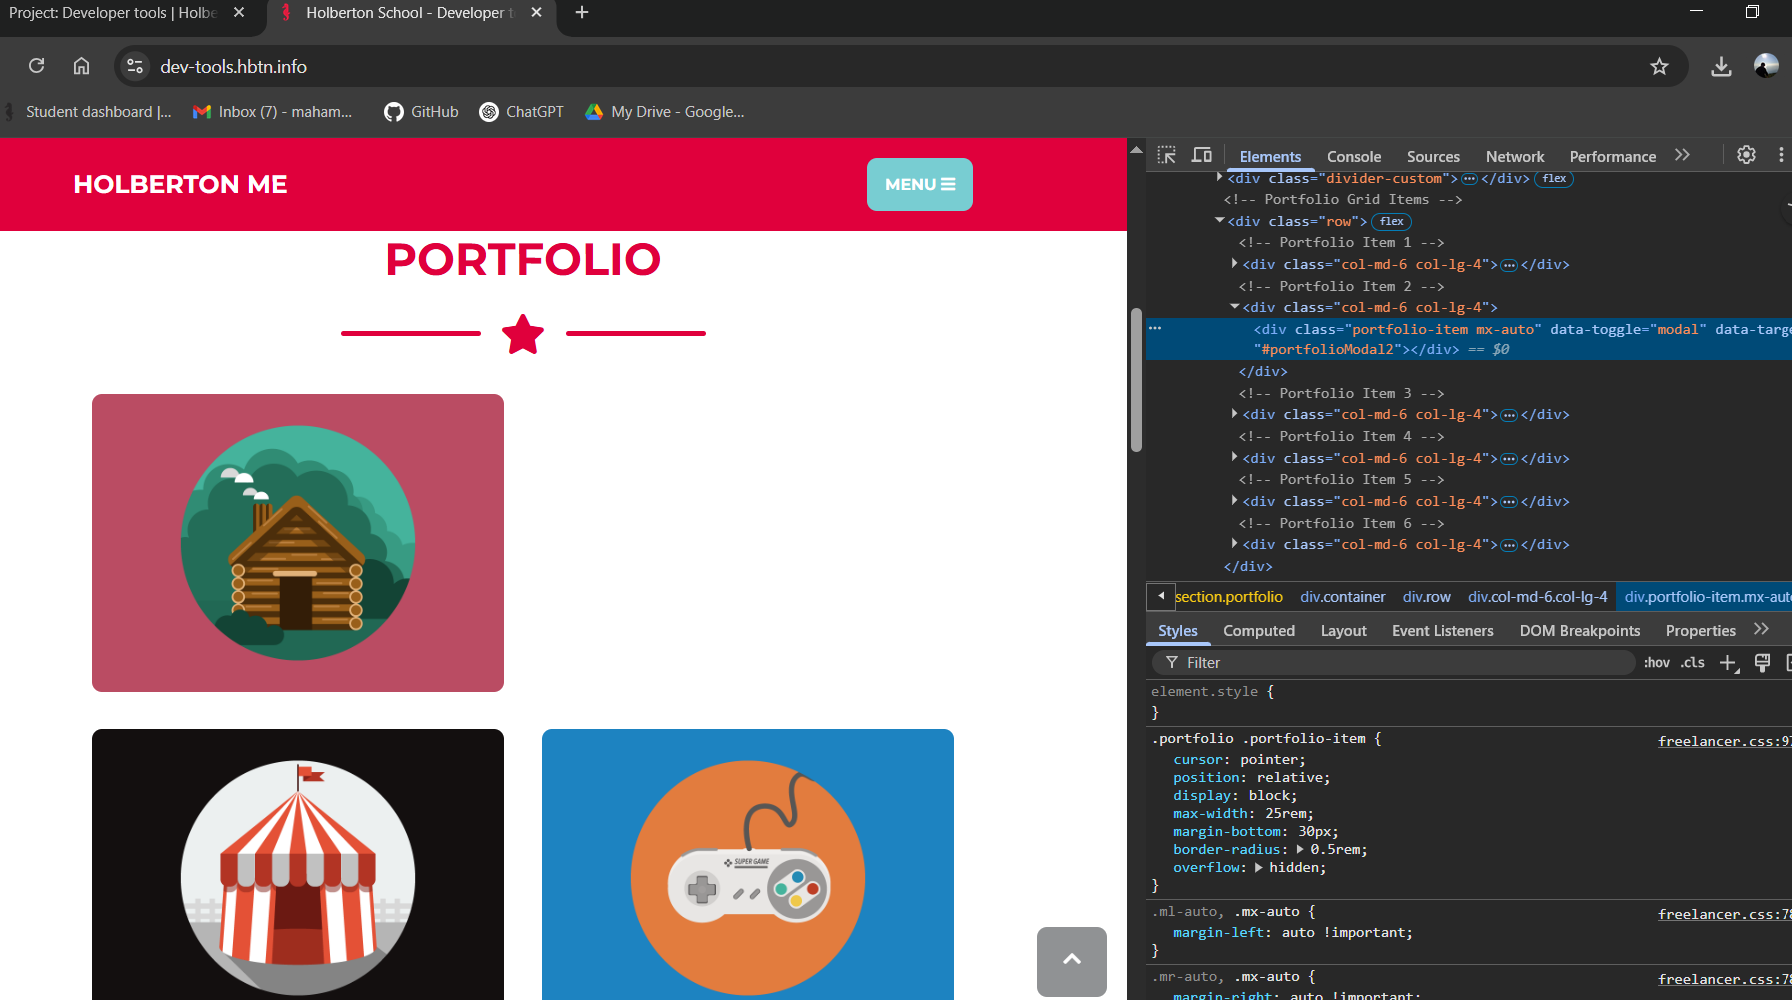 Project: Developer tools | Holbe
Holberton School - Developer t
dev-tools.hbtn.info
Student dashboard |...
Inbox (7) - maham...
GitHub
ChatGPT
My Drive - Google...
HOLBERTON ME
MENU
PORTFOLIO
SUPER GAME
Elements Console Sources Network Performance
<div class="divider-custom">…</div> flex
<!-- Portfolio Grid Items -->
<div class="row"> flex
<!-- Portfolio Item 1 -->
<div class="col-md-6 col-lg-4">…</div>
<!-- Portfolio Item 2 -->
<div class="col-md-6 col-lg-4">
<div class="portfolio-item mx-auto" data-toggle="modal" data-targe
"#portfolioModal2"></div> == $0
</div>
<!-- Portfolio Item 3 -->
<div class="col-md-6 col-lg-4">…</div>
<!-- Portfolio Item 4 -->
<div class="col-md-6 col-lg-4">…</div>
<!-- Portfolio Item 5 -->
<div class="col-md-6 col-lg-4">…</div>
<!-- Portfolio Item 6 -->
<div class="col-md-6 col-lg-4">…</div>
</div>
section.portfolio div.container div.row div.col-md-6.col-lg-4 div.portfolio-item.mx-aut
Styles Computed Layout Event Listeners DOM Breakpoints Properties
Filter :hov .cls
element.style {
}
.portfolio .portfolio-item { freelancer.css:97
cursor: pointer;
position: relative;
display: block;
max-width: 25rem;
margin-bottom: 30px;
border-radius: 0.5rem;
overflow: hidden;
}
.ml-auto, .mx-auto { freelancer.css:78
margin-left: auto !important;
}
.mr-auto, .mx-auto { freelancer.css:78
margin-right: auto !important;